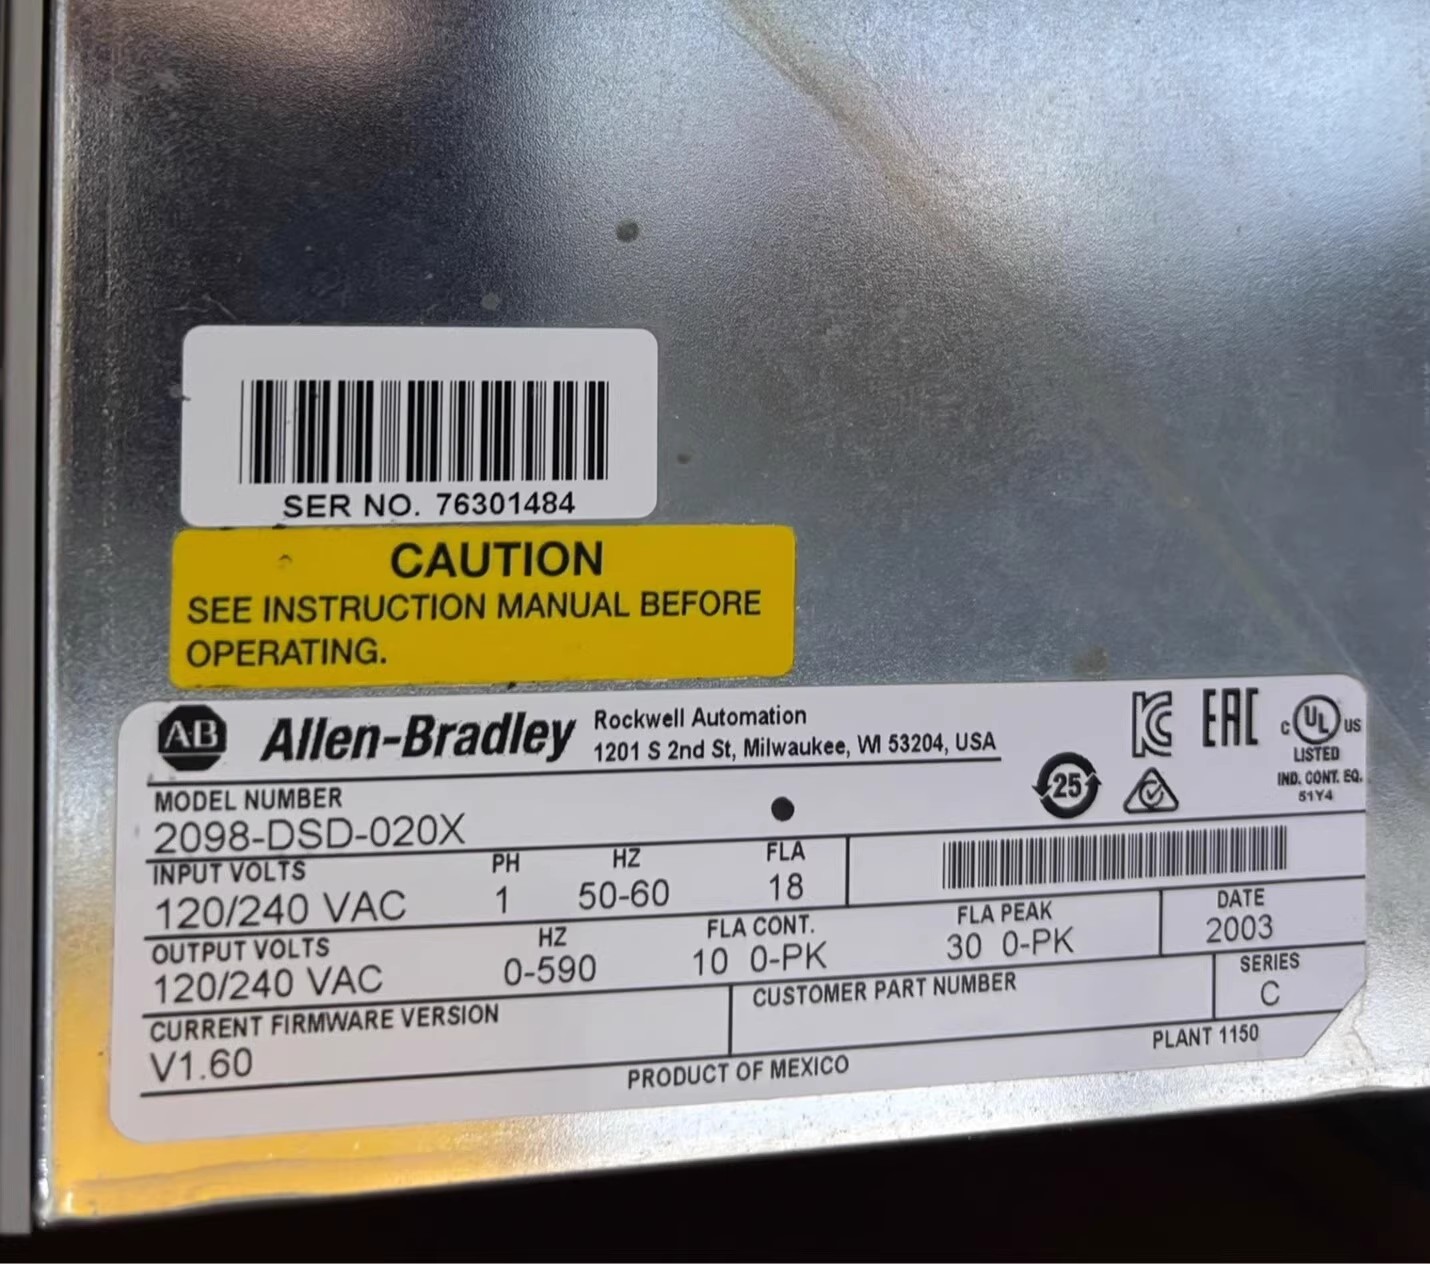 SER NO. 76301484
CAUTION
SEE INSTRUCTION MANUAL BEFORE
OPERATING.
AB Allen-Bradley
Rockwell Automation
1201 S 2nd St, Milwaukee, WI 53204, USA
25
EAC
C UL US
LISTED
IND. CONT. EQ.
51Y4
MODEL NUMBER
2098-DSD-020X
INPUT VOLTS PH HZ FLA
120/240 VAC 1 50-60 18
OUTPUT VOLTS HZ FLA CONT. FLA PEAK DATE
120/240 VAC 0-590 10 0-PK 30 0-PK 2003
CURRENT FIRMWARE VERSION CUSTOMER PART NUMBER SERIES
V1.60 C
PRODUCT OF MEXICO PLANT 1150